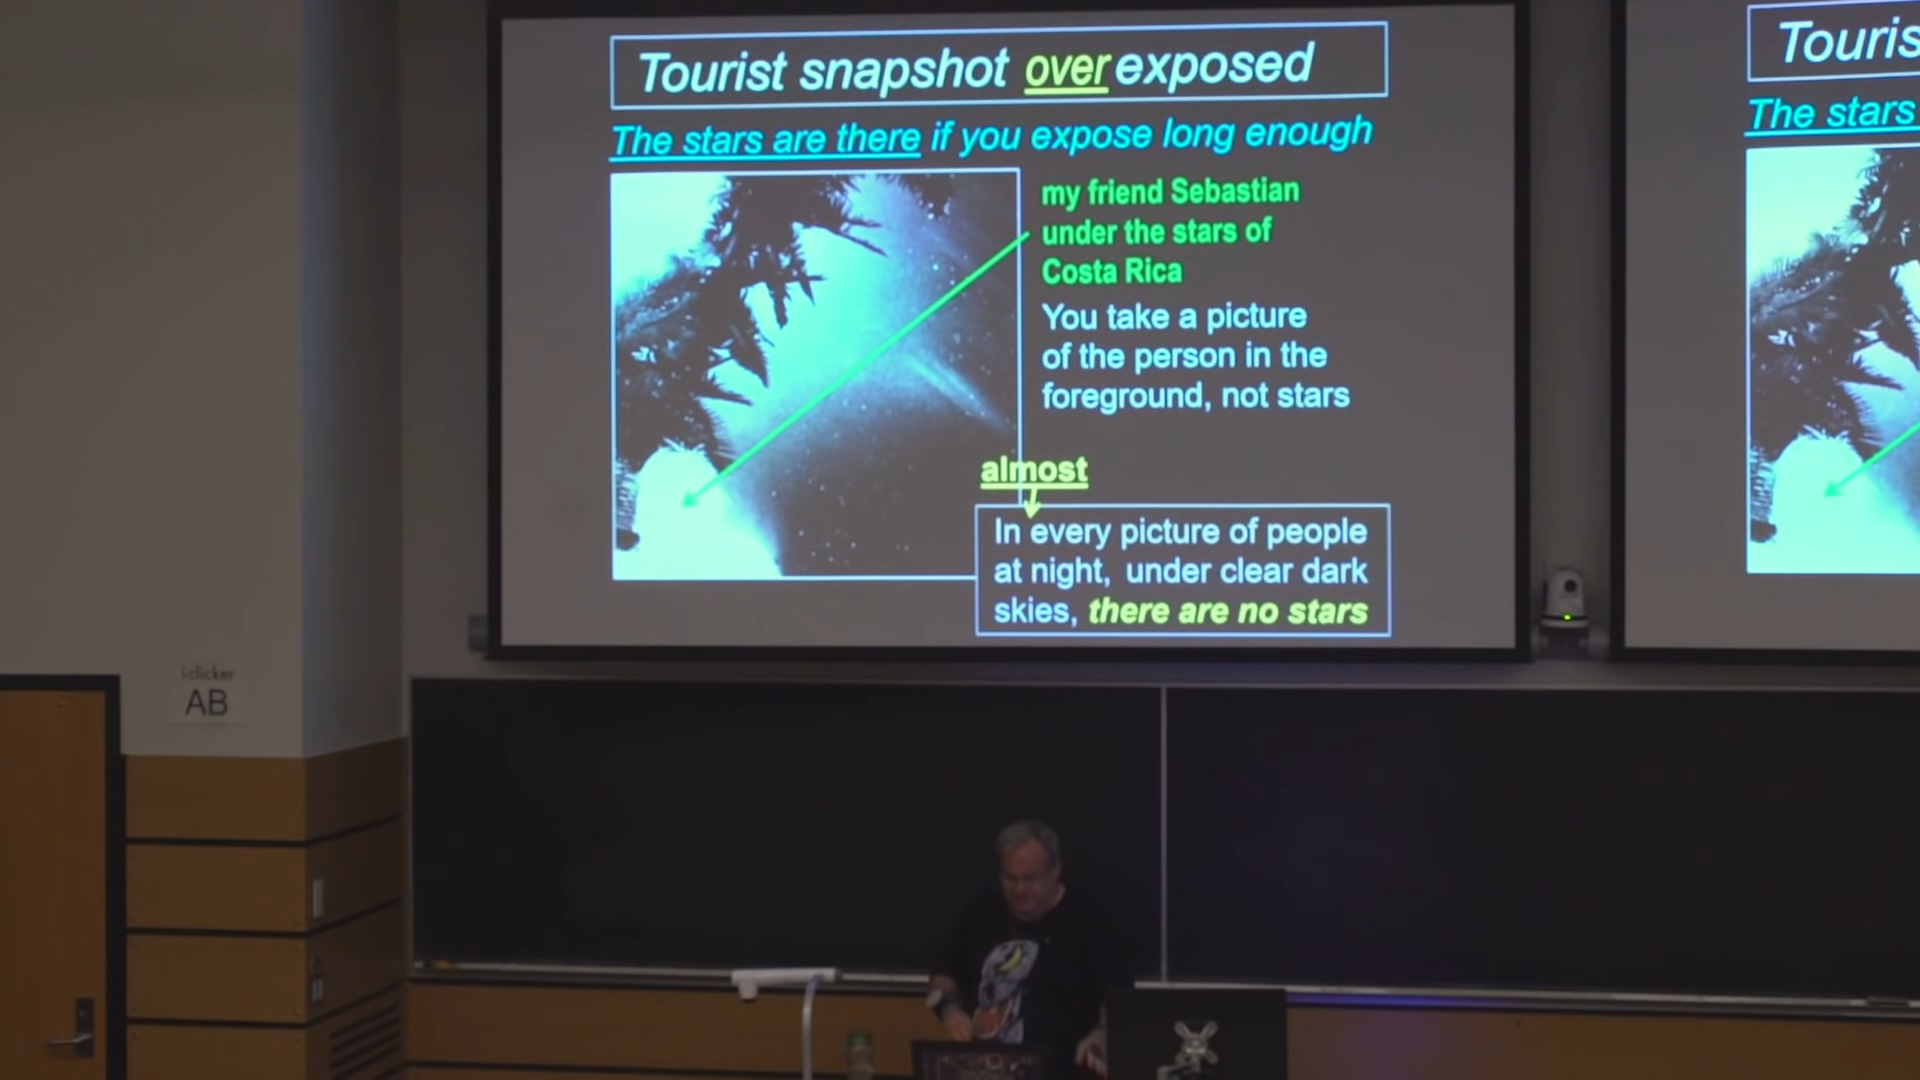 Tourist snapshot over exposed
The stars are there if you expose long enough
my friend Sebastian
under the stars of
Costa Rica
You take a picture
of the person in the
foreground, not stars
almost
In every picture of people
at night, under clear dark
skies, there are no stars
Touris
The stars
i-clicker
AB